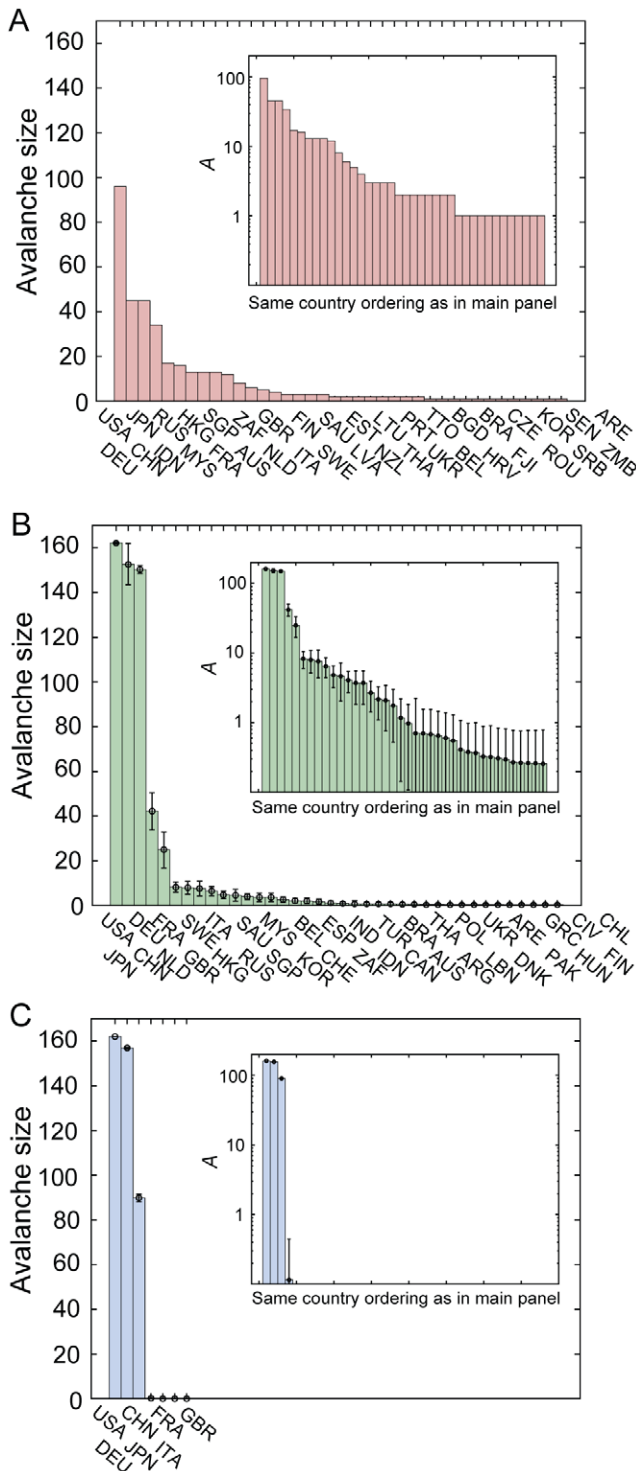 A
Avalanche size
160
140
120
100
80
60
40
20
0
A
100
10
1
Same country ordering as in main panel
JPN HKG SGP ZAF GBR FIN SAU EST LTU PRT TTO BGD BRA CZE KOR SEN ARE
USA CHN RUS MYS FRA AUS NLD ITA SWE LVA NZL THA UKR BEL HRV FJI ROU SRB ZMB
DEU IDN
B
Avalanche size
160
140
120
100
80
60
40
20
0
A
100
10
1
Same country ordering as in main panel
DEU FRA SWE ITA SAU MYS BEL ESP IND TUR BRA THA POL UKR ARE GRC CIV CHL
USA CHN NLD GBR HKG RUS SGP KOR CHE ZAF IDN CAN AUS ARG LBN DNK PAK HUN FIN
JPN
C
Avalanche size
160
140
120
100
80
60
40
20
0
A
100
10
1
Same country ordering as in main panel
CHN FRA GBR
USA JPN ITA
DEU